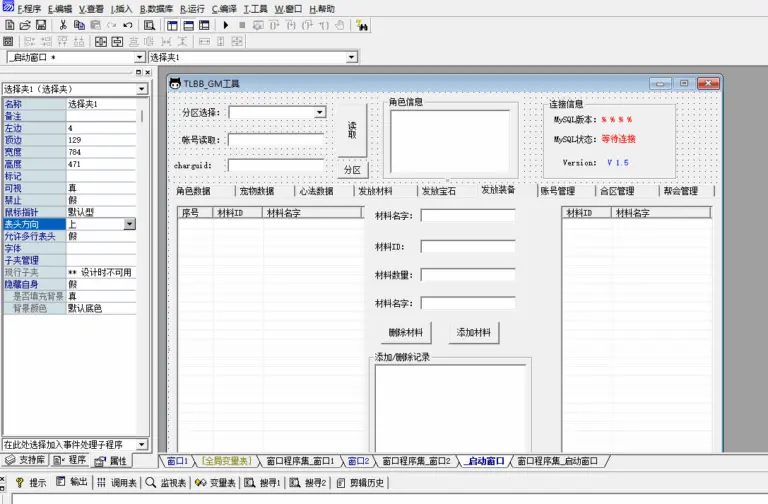 F.程序 E.编辑 V.查看 I.插入 B.数据库 R.运行 C.编译 T.工具 W.窗口 H.帮助
_启动窗口 * 选择夹1
选择夹1（选择夹）
名称 选择夹1
备注
左边 4
顶边 129
宽度 784
高度 471
标记
可视 真
禁止 假
鼠标指针 默认型
表头方向 上
允许多行表头 假
字体
子夹管理
现行子夹 ** 设计时不可用
隐藏自身 假
是否填充背景 真
背景颜色 默认底色
在此处选择加入事件处理子程序
支持库 程序 属性
TLBB_GM工具
分区选择:
帐号读取:
charguid:
读取
分区
角色信息
连接信息
MySQL版本: % % % %
MySQL状态: 等待连接
Version: V 1.5
角色数据 宠物数据 心法数据 发放材料 发放宝石 发放装备 账号管理 合区管理 帮会管理
序号 材料ID 材料名字
材料名字:
材料ID:
材料数量:
材料名字:
删除材料 添加材料
添加/删除记录
材料ID 材料名字
窗口1 (全局变量表) 窗口程序集_窗口1 窗口2 窗口程序集_窗口2 _启动窗口 窗口程序集_启动窗口
提示 输出 调用表 监视表 变量表 搜寻1 搜寻2 剪辑历史